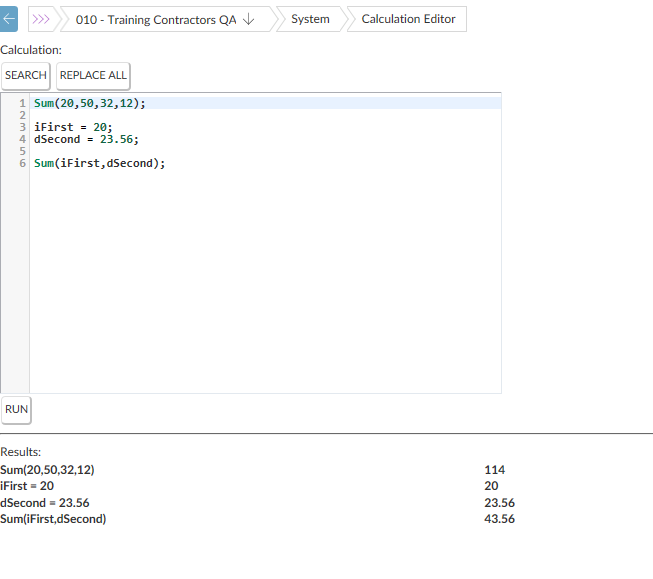 >>> 010 - Training Contractors QA ↓ System Calculation Editor
Calculation:
SEARCH REPLACE ALL
1 Sum(20,50,32,12);
2
3 iFirst = 20;
4 dSecond = 23.56;
5
6 Sum(iFirst,dSecond);
RUN
Results:
Sum(20,50,32,12) 114
iFirst = 20 20
dSecond = 23.56 23.56
Sum(iFirst,dSecond) 43.56